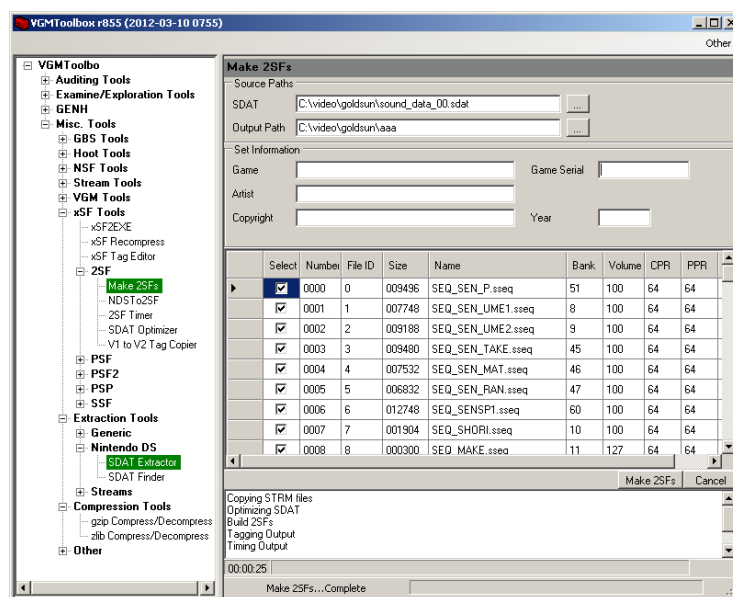 VGMToolbox r855 (2012-03-10 0755)
Other
VGMToolbo
Auditing Tools
Examine/Exploration Tools
GENH
Misc. Tools
GBS Tools
Hoot Tools
NSF Tools
Stream Tools
VGM Tools
xSF Tools
xSF2EXE
xSF Recompress
xSF Tag Editor
2SF
Make 2SFs
NDSTo2SF
2SF Timer
SDAT Optimizer
V1 to V2 Tag Copier
PSF
PSF2
PSP
SSF
Extraction Tools
Generic
Nintendo DS
SDAT Extractor
SDAT Finder
Streams
Compression Tools
gzip Compress/Decompress
zlib Compress/Decompress
Other
Make 2SFs
Source Paths
SDAT C:\video\goldsun\sound_data_00.sdat ...
Output Path C:\video\goldsun\aaa ...
Set Information
Game Game Serial
Artist
Copyright Year
Select Number File ID Size Name Bank Volume CPR PPR
0000 0 009496 SEQ_SEN_P.sseq 51 100 64 64
0001 1 007748 SEQ_SEN_UME1.sseq 8 100 64 64
0002 2 009188 SEQ_SEN_UME2.sseq 9 100 64 64
0003 3 009480 SEQ_SEN_TAKE.sseq 45 100 64 64
0004 4 007532 SEQ_SEN_MAT.sseq 46 100 64 64
0005 5 006832 SEQ_SEN_RAN.sseq 47 100 64 64
0006 6 012748 SEQ_SENSP1.sseq 60 100 64 64
0007 7 001904 SEQ_SHORI.sseq 10 100 64 64
0008 8 000300 SEQ_MAKE.sseq 11 127 64 64
Make 2SFs Cancel
Copying STRM files
Optimizing SDAT
Build 2SFs
Tagging Output
Timing Output
00:00:25
Make 2SFs...Complete